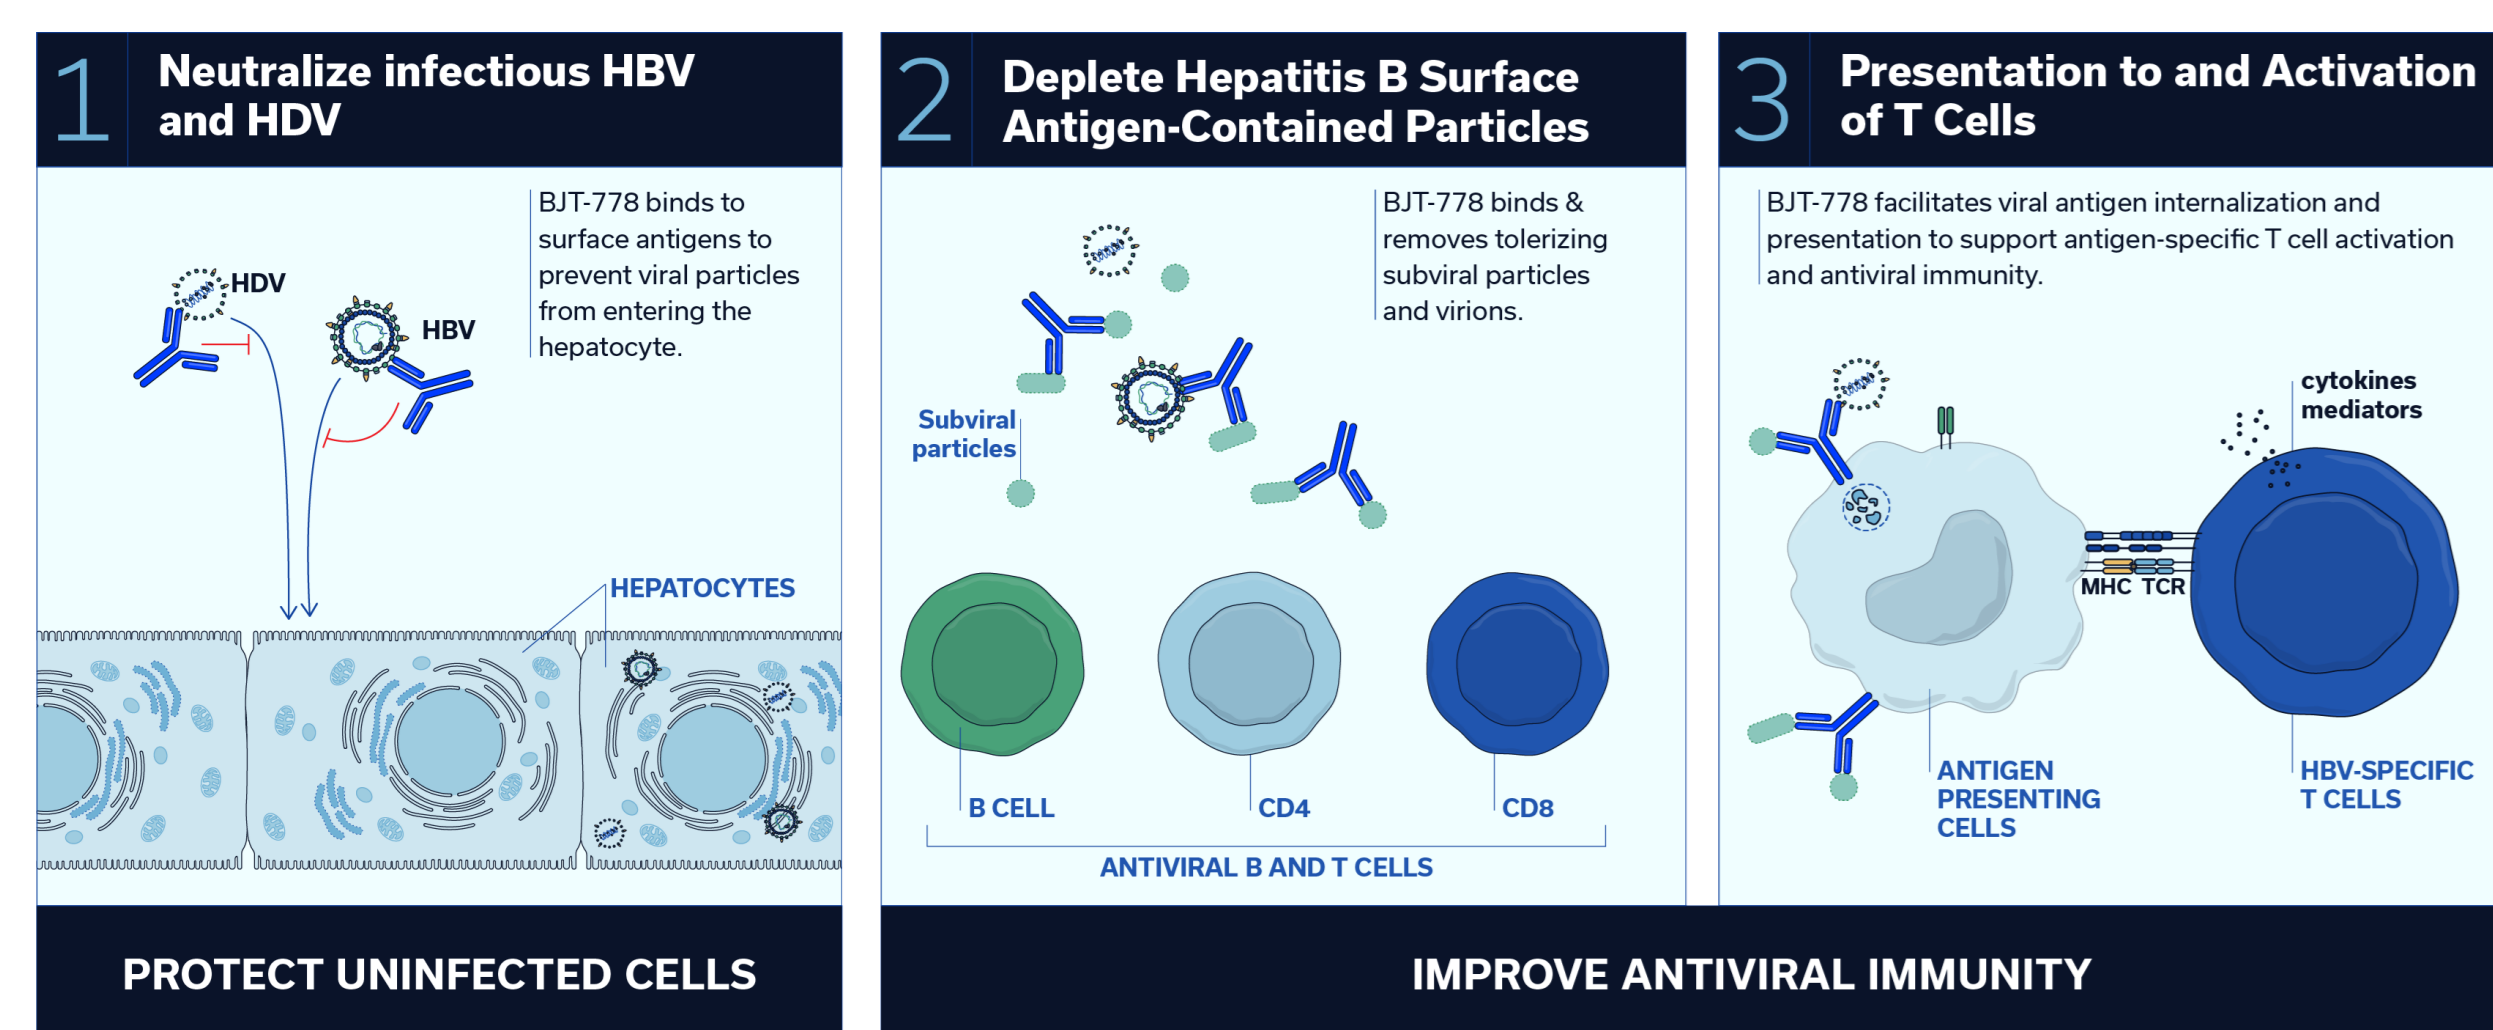 1
Neutralize infectious HBV
and HDV
BJT-778 binds to
surface antigens to
prevent viral particles
from entering the
hepatocyte.
HDV
HBV
HEPATOCYTES
PROTECT UNINFECTED CELLS
2
Deplete Hepatitis B Surface
Antigen-Contained Particles
BJT-778 binds &
removes tolerizing
subviral particles
and virions.
Subviral
particles
B CELL
CD4
CD8
ANTIVIRAL B AND T CELLS
3
Presentation to and Activation
of T Cells
BJT-778 facilitates viral antigen internalization and
presentation to support antigen-specific T cell activation
and antiviral immunity.
cytokines
mediators
MHC TCR
ANTIGEN
PRESENTING
CELLS
HBV-SPECIFIC
T CELLS
IMPROVE ANTIVIRAL IMMUNITY